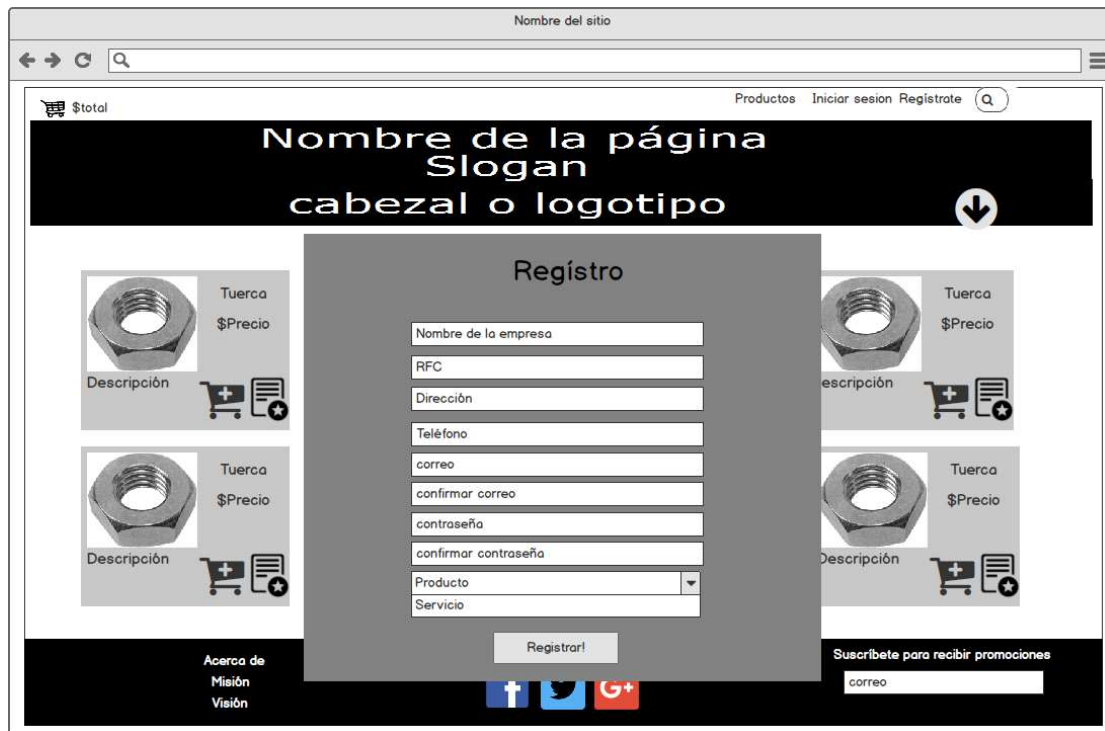 Nombre del sitio
$total
Productos Iniciar sesion Regístrate
Nombre de la página
Slogan
cabezal o logotipo
Regístro
Nombre de la empresa
RFC
Dirección
Teléfono
correo
confirmar correo
contraseña
confirmar contraseña
Producto
Servicio
Registrar!
Tuerca
$Precio
Descripción
Tuerca
$Precio
escripción
Tuerca
$Precio
Descripción
Tuerca
$Precio
Descripción
Acerca de
Misión
Visión
f
G+
Suscríbete para recibir promociones
correo